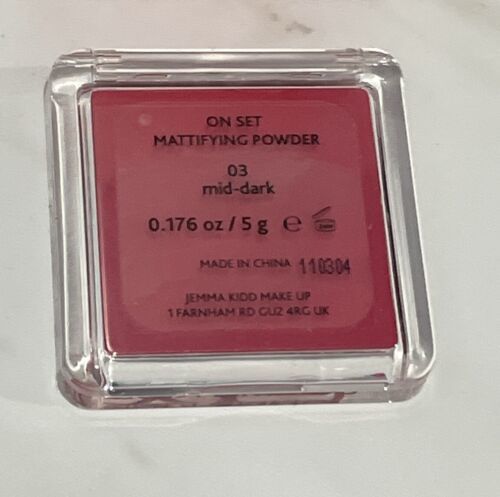 ON SET
MATTIFYING POWDER
03
mid-dark
0.176 oz / 5 g ℮
MADE IN CHINA 110304
JEMMA KIDD MAKE UP
1 FARNHAM RD GU2 4RG UK